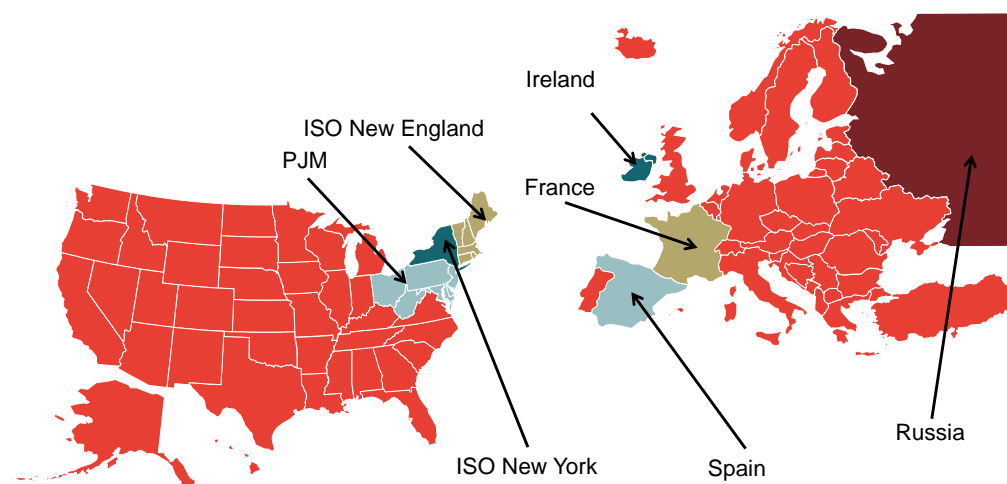 Ireland
ISO New England
PJM
France
ISO New York
Spain
Russia